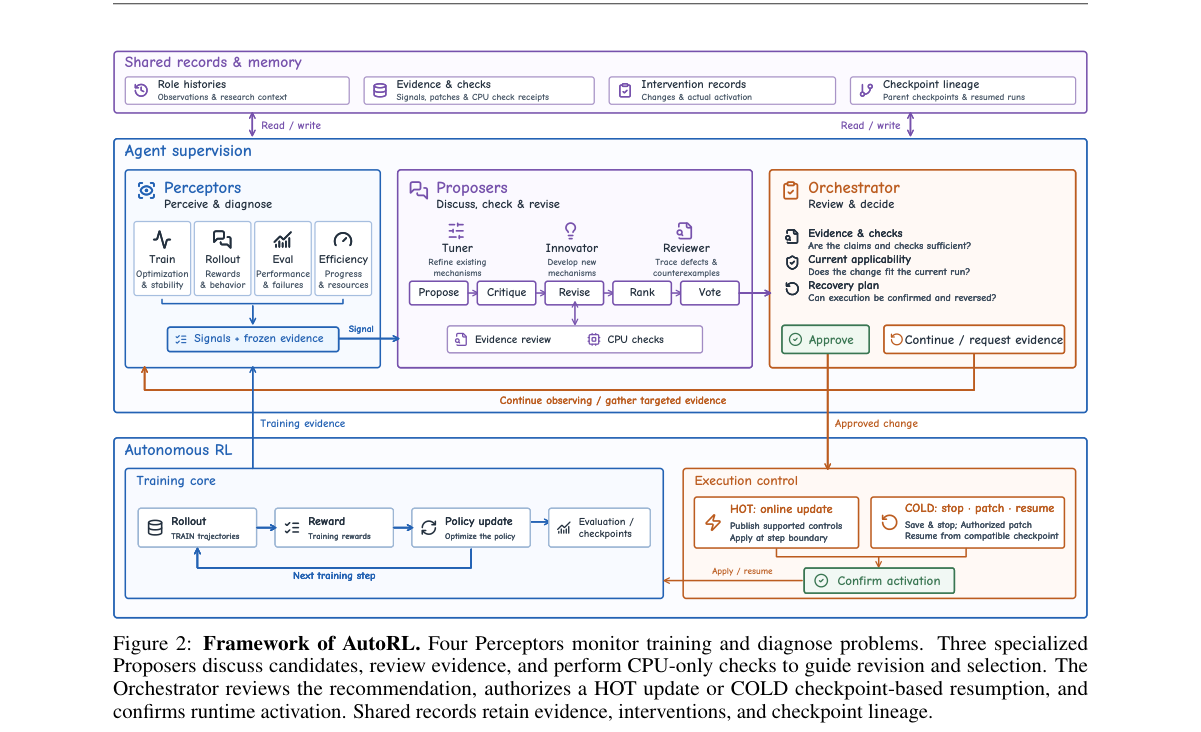 Shared records & memory
Role histories
Observations & research context
Evidence & checks
Signals, patches & CPU check receipts
Intervention records
Changes & actual activation
Checkpoint lineage
Parent checkpoints & resumed runs
Read / write
Read / write
Agent supervision
Perceptors
Perceive & diagnose
Train
Optimization
& stability
Rollout
Rewards
& behavior
Eval
Performance
& failures
Efficiency
Progress
& resources
Signals + frozen evidence
Signal
Proposers
Discuss, check & revise
Tuner
Refine existing
mechanisms
Innovator
Develop new
mechanisms
Reviewer
Trace defects &
counterexamples
Propose
Critique
Revise
Rank
Vote
Evidence review
CPU checks
Orchestrator
Review & decide
Evidence & checks
Are the claims and checks sufficient?
Current applicability
Does the change fit the current run?
Recovery plan
Can execution be confirmed and reversed?
Approve
Continue / request evidence
Continue observing / gather targeted evidence
Training evidence
Approved change
Autonomous RL
Training core
Rollout
TRAIN trajectories
Reward
Training rewards
Policy update
Optimize the policy
Evaluation /
checkpoints
Next training step
Execution control
HOT: online update
Publish supported controls
Apply at step boundary
COLD: stop · patch · resume
Save & stop; Authorized patch
Resume from compatible checkpoint
Apply / resume
Confirm activation
Figure 2: Framework of AutoRL. Four Perceptors monitor training and diagnose problems. Three specialized
Proposers discuss candidates, review evidence, and perform CPU-only checks to guide revision and selection. The
Orchestrator reviews the recommendation, authorizes a HOT update or COLD checkpoint-based resumption, and
confirms runtime activation. Shared records retain evidence, interventions, and checkpoint lineage.